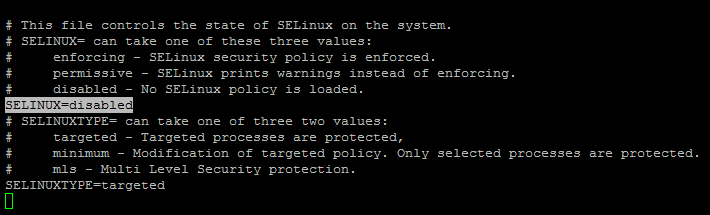 # This file controls the state of SELinux on the system.
# SELINUX= can take one of these three values:
#     enforcing - SELinux security policy is enforced.
#     permissive - SELinux prints warnings instead of enforcing.
#     disabled - No SELinux policy is loaded.
SELINUX=disabled
# SELINUXTYPE= can take one of three two values:
#     targeted - Targeted processes are protected,
#     minimum - Modification of targeted policy. Only selected processes are protected.
#     mls - Multi Level Security protection.
SELINUXTYPE=targeted